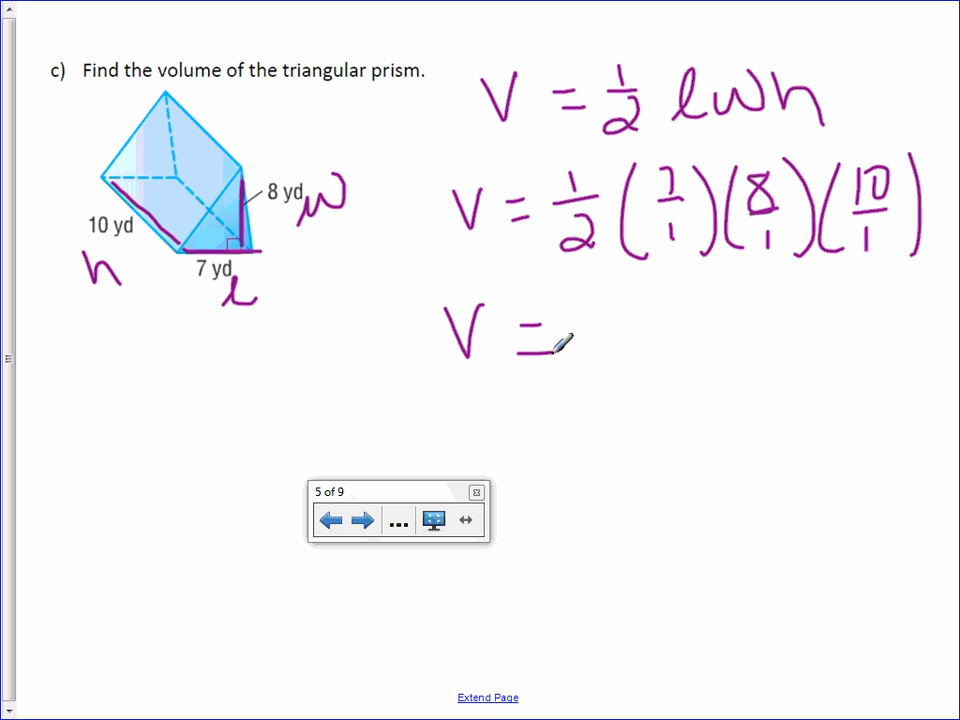 c) Find the volume of the triangular prism.
V = 1/2 lwh
8 yd w
V = 1/2 (7/1)(8/1)(10/1)
10 yd
h
7 yd
l
V =
5 of 9
...
Extend Page